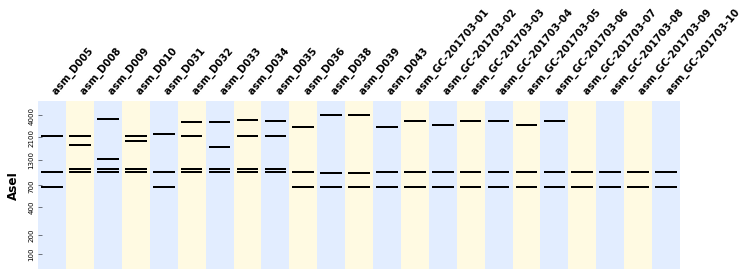 asm_D005
asm_D008
asm_D009
asm_D010
asm_D031
asm_D032
asm_D033
asm_D034
asm_D035
asm_D036
asm_D038
asm_D039
asm_D043
asm_GC-201703-01
asm_GC-201703-02
asm_GC-201703-03
asm_GC-201703-04
asm_GC-201703-05
asm_GC-201703-06
asm_GC-201703-07
asm_GC-201703-08
asm_GC-201703-09
asm_GC-201703-10
AseI
4000
2100
1300
700
400
200
100